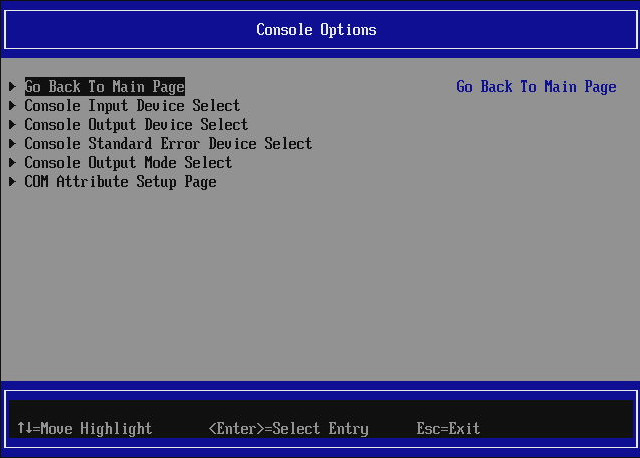 Console Options
Go Back To Main Page    Go Back To Main Page
Console Input Device Select
Console Output Device Select
Console Standard Error Device Select
Console Output Mode Select
COM Attribute Setup Page
↑↓=Move Highlight    <Enter>=Select Entry    Esc=Exit